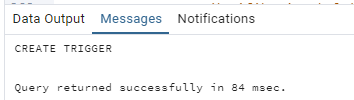 Data Output Messages Notifications
CREATE TRIGGER
Query returned successfully in 84 msec.